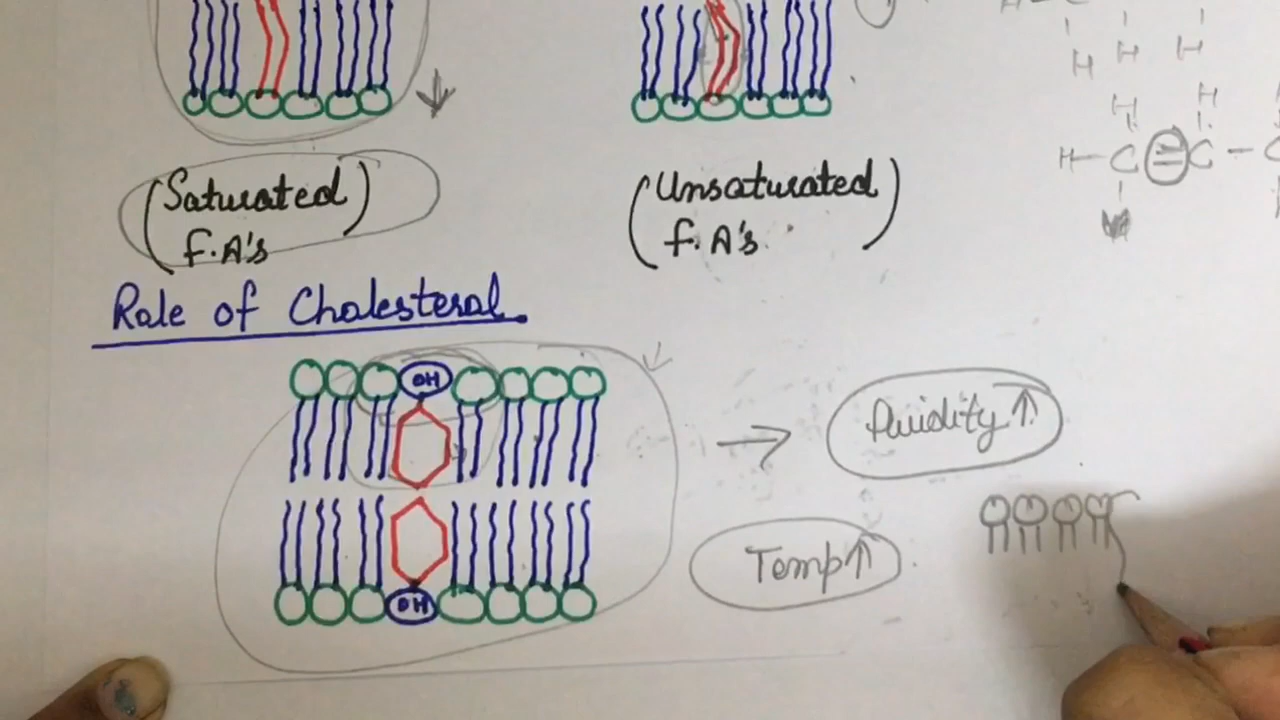 (Saturated)
F.A's
(Unsaturated)
F.A's
H H H
H H
H-C=C-C
Role of Cholesterol
OH
fluidity↑
Temp↑
OH